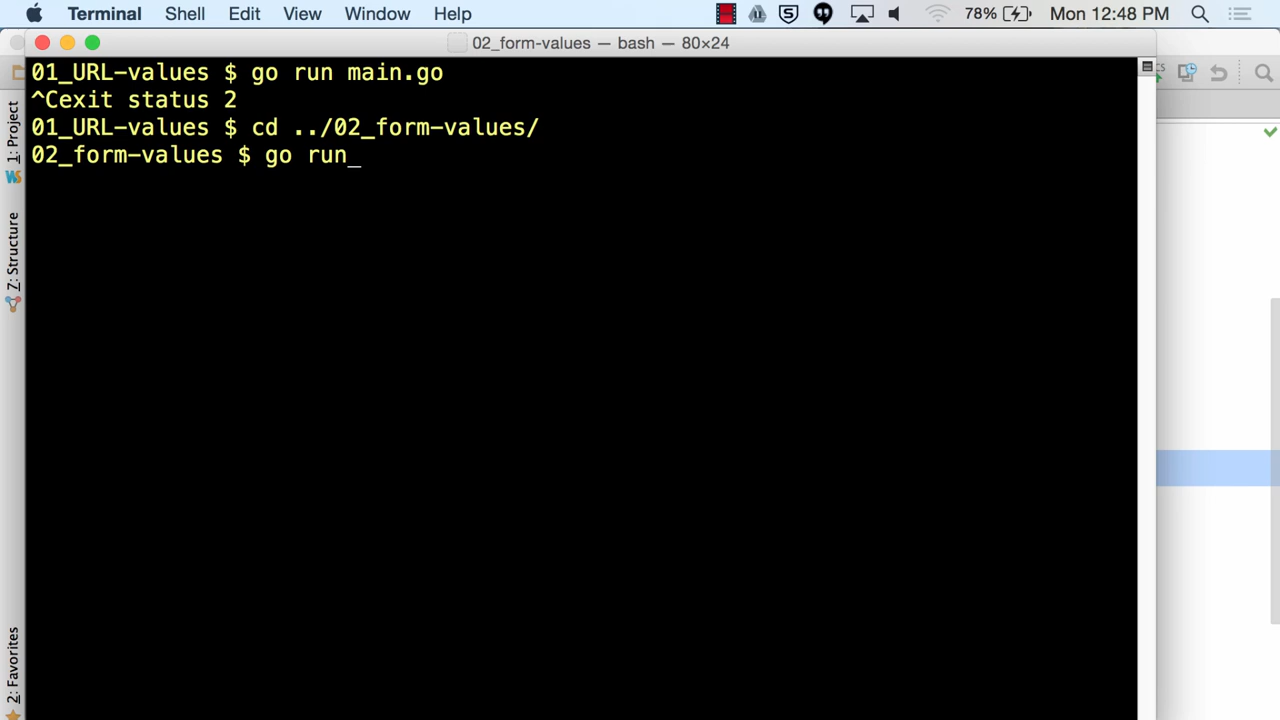 Terminal Shell Edit View Window Help 78% Mon 12:48 PM
02_form-values — bash — 80×24
01_URL-values $ go run main.go
^Cexit status 2
01_URL-values $ cd ../02_form-values/
02_form-values $ go run_
1: Project
WS
7: Structure
2: Favorites